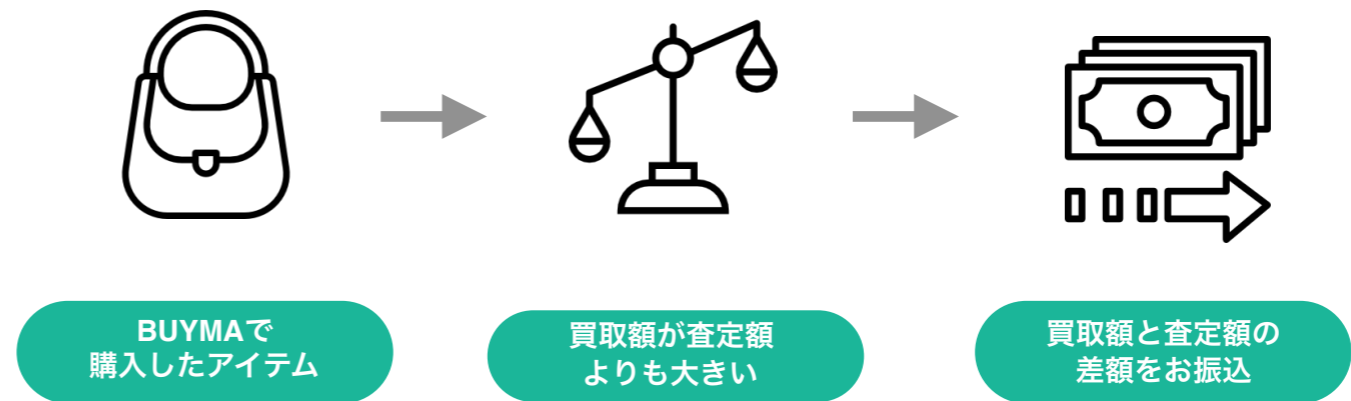 BUYMAで
購入したアイテム
買取額が査定額
よりも大きい
買取額と査定額の
差額をお振込